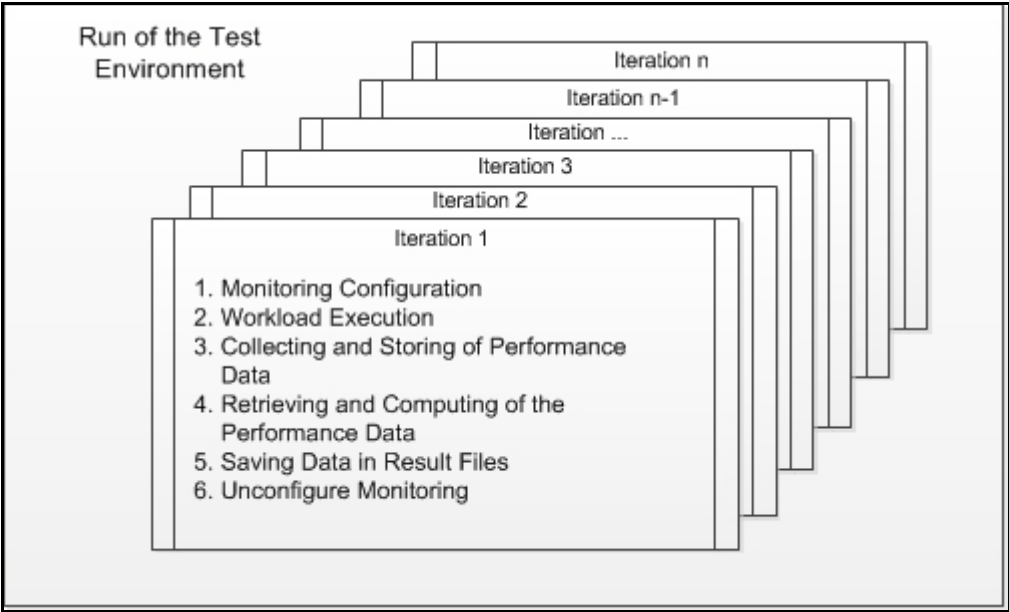 Run of the Test
Environment
Iteration n
Iteration n-1
Iteration ...
Iteration 3
Iteration 2
Iteration 1
1. Monitoring Configuration
2. Workload Execution
3. Collecting and Storing of Performance
Data
4. Retrieving and Computing of the
Performance Data
5. Saving Data in Result Files
6. Unconfigure Monitoring